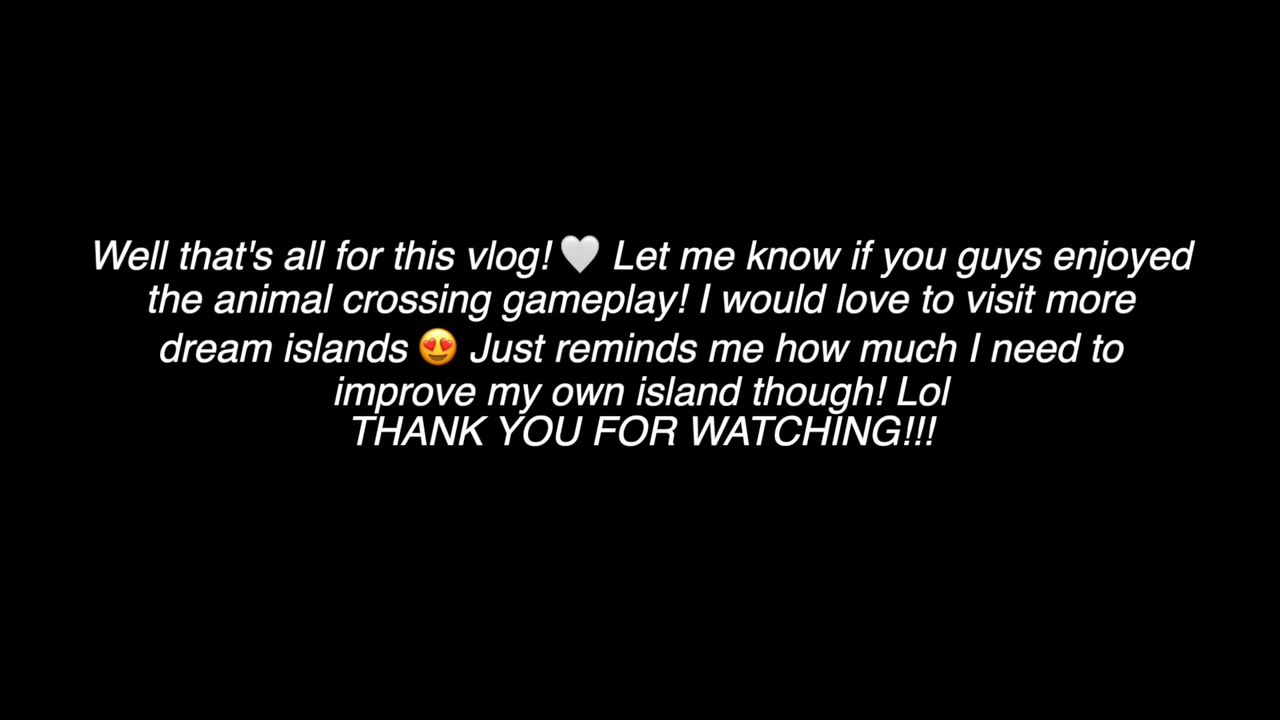 Well that's all for this vlog! 🤍 Let me know if you guys enjoyed
the animal crossing gameplay! I would love to visit more
dream islands 😍 Just reminds me how much I need to
improve my own island though! Lol
THANK YOU FOR WATCHING!!!